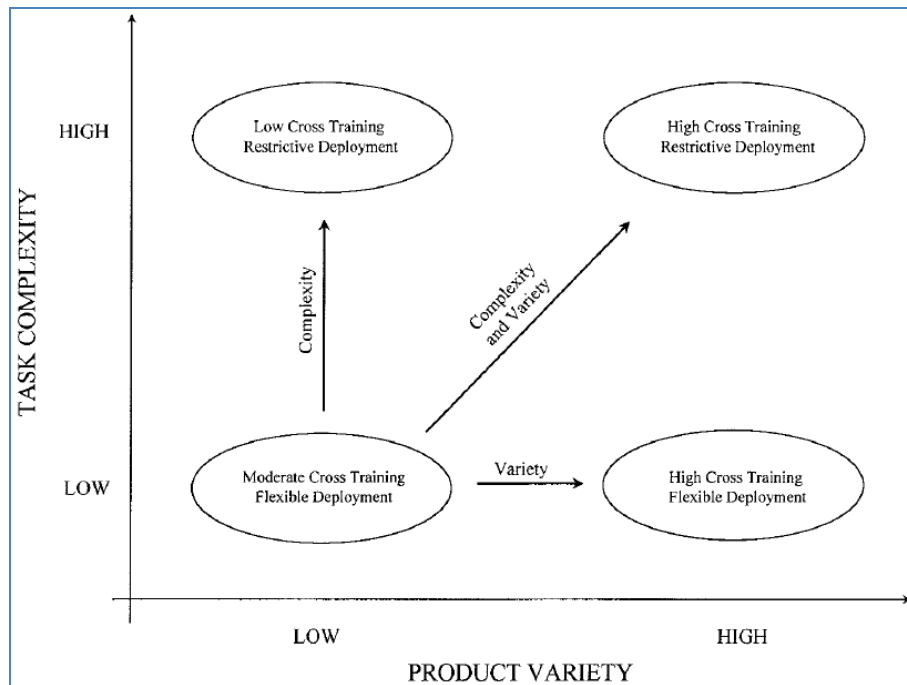 HIGH
Low Cross Training
Restrictive Deployment
High Cross Training
Restrictive Deployment
TASK COMPLEXITY
Complexity
Complexity
and Variety
LOW
Moderate Cross Training
Flexible Deployment
Variety
High Cross Training
Flexible Deployment
LOW
HIGH
PRODUCT VARIETY